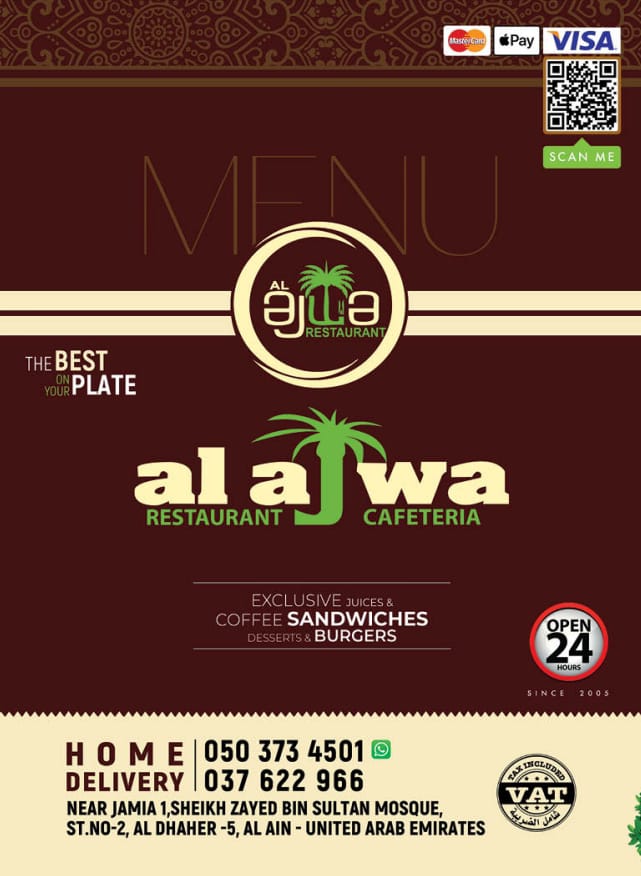 MasterCard Pay VISA
SCAN ME
MENU
AL
ajwa
RESTAURANT
THE BEST
ON
YOUR PLATE
al ajwa
RESTAURANT CAFETERIA
EXCLUSIVE JUICES &
COFFEE SANDWICHES
DESSERTS & BURGERS
OPEN
24
HOURS
SINCE 2005
HOME
DELIVERY
050 373 4501
037 622 966
NEAR JAMIA 1,SHEIKH ZAYED BIN SULTAN MOSQUE,
ST.NO-2, AL DHAHER -5, AL AIN - UNITED ARAB EMIRATES
TAX INCLUDED
VAT
شامل الضريبة